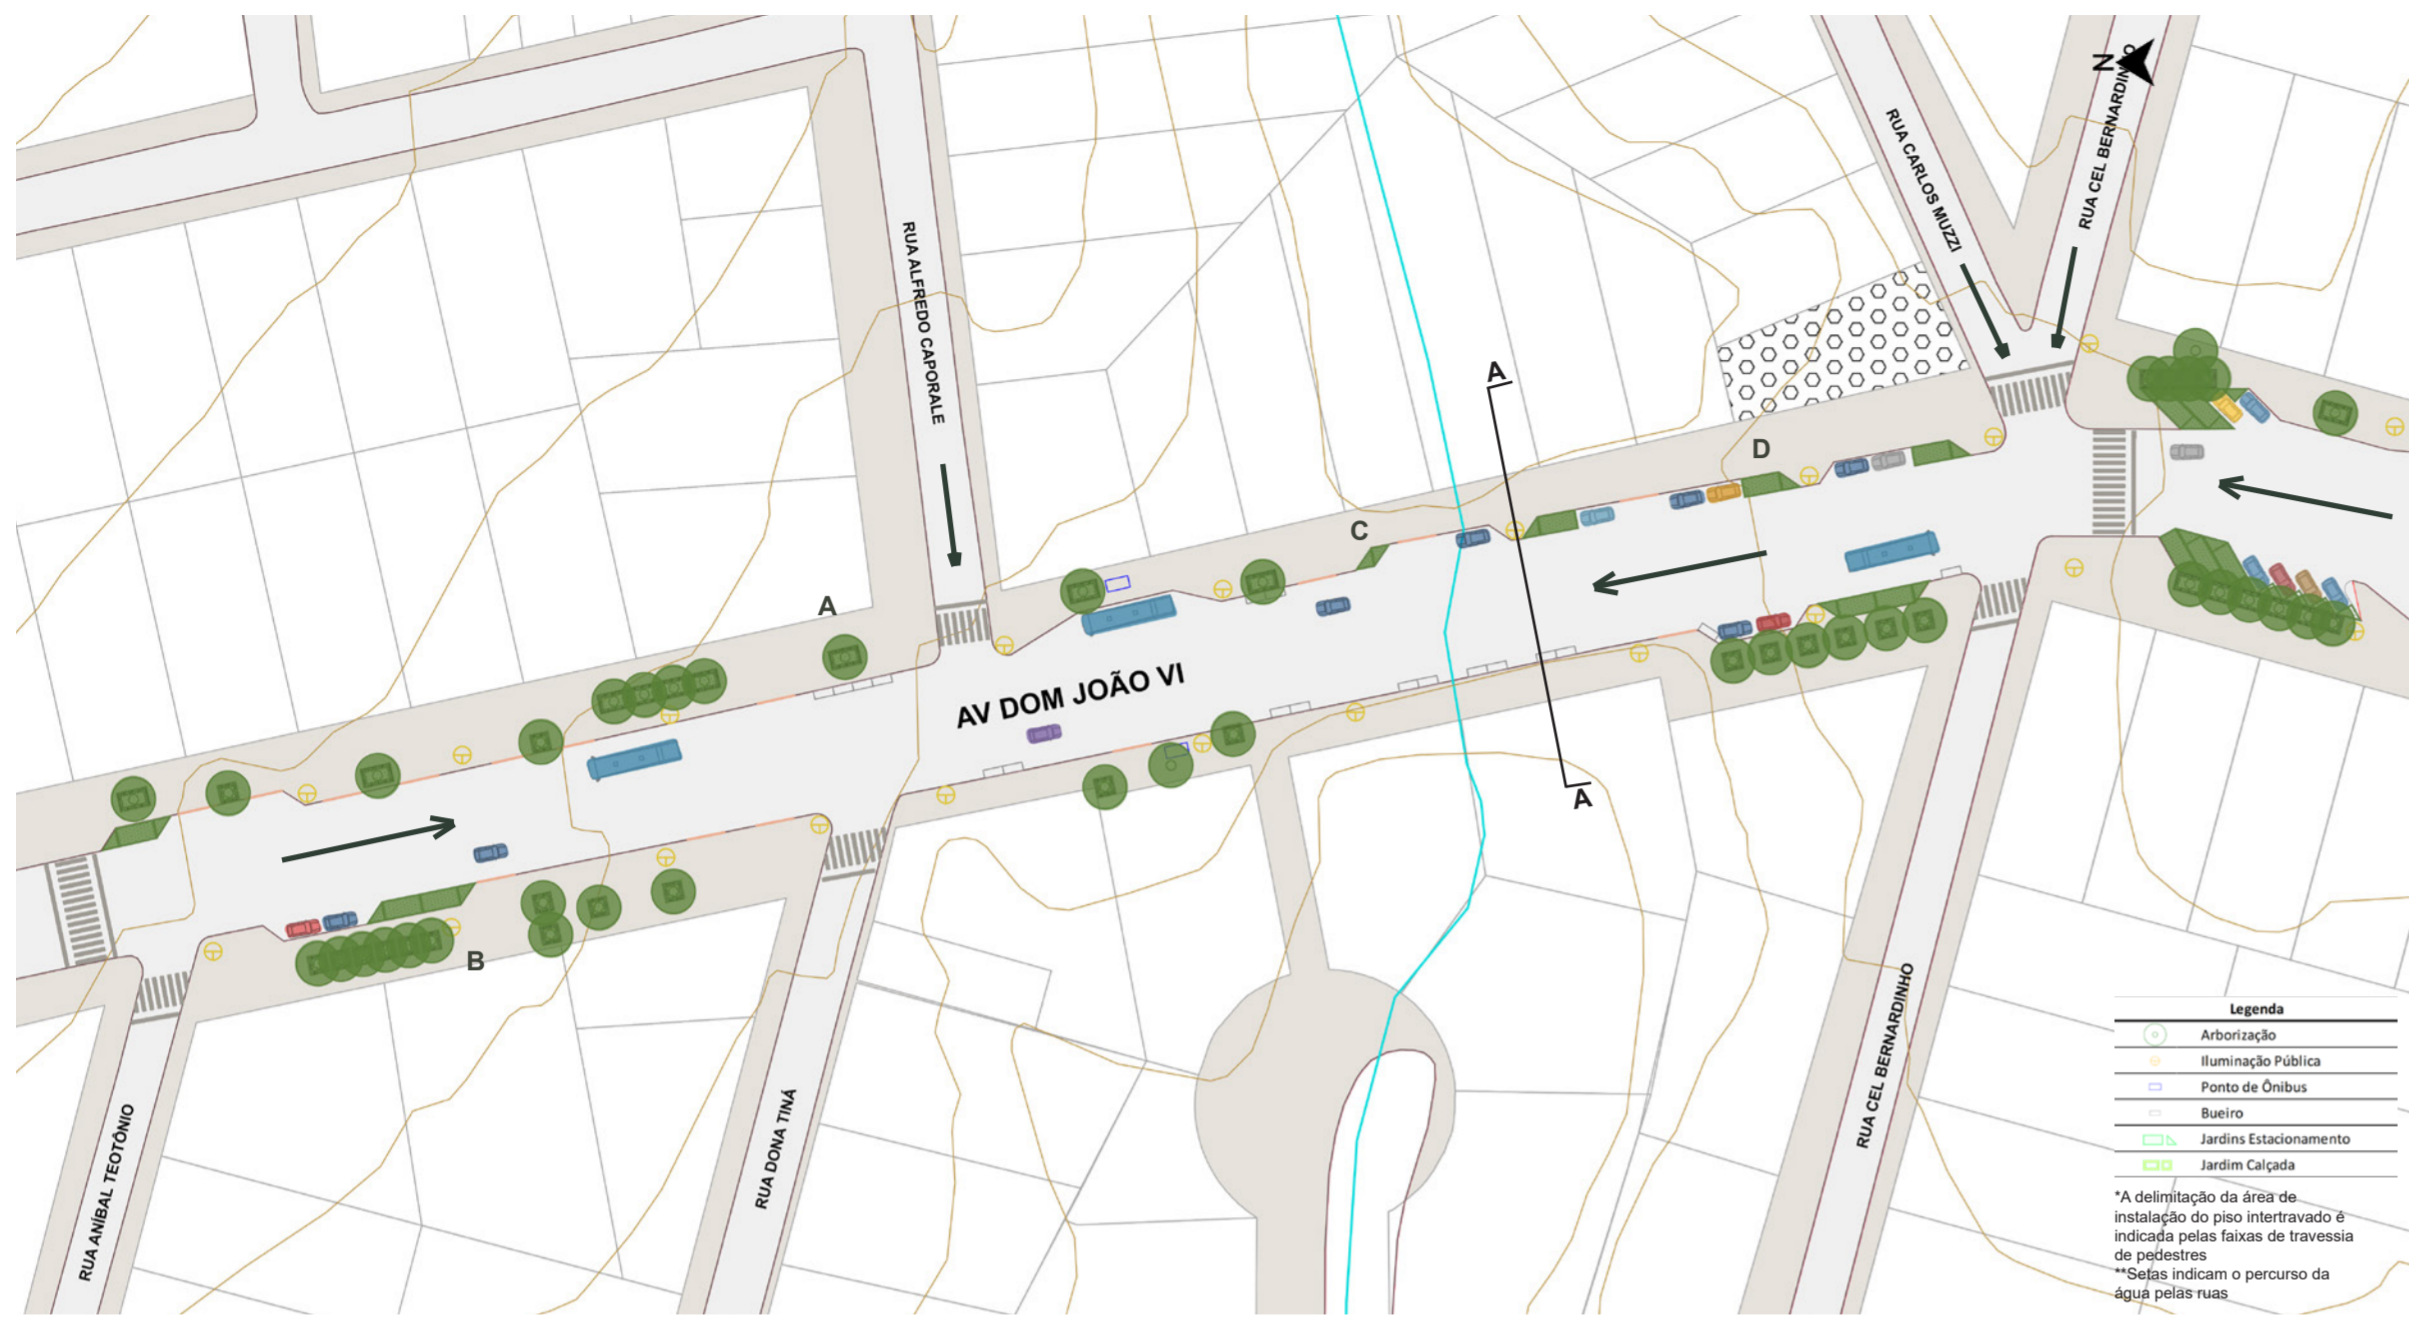 N
RUA CARLOS MUZZI
RUA CEL BERNARDINHO
RUA ALFREDO CAPORALE
A
D
C
A
AV DOM JOÃO VI
A
B
RUA ANÍBAL TEOTÔNIO
RUA DONA TINÁ
RUA CEL BERNARDINHO
Legenda
Arborização
Iluminação Pública
Ponto de Ônibus
Bueiro
Jardins Estacionamento
Jardim Calçada
*A delimitação da área de
instalação do piso intertravado é
indicada pelas faixas de travessia
de pedestres
**Setas indicam o percurso da
água pelas ruas